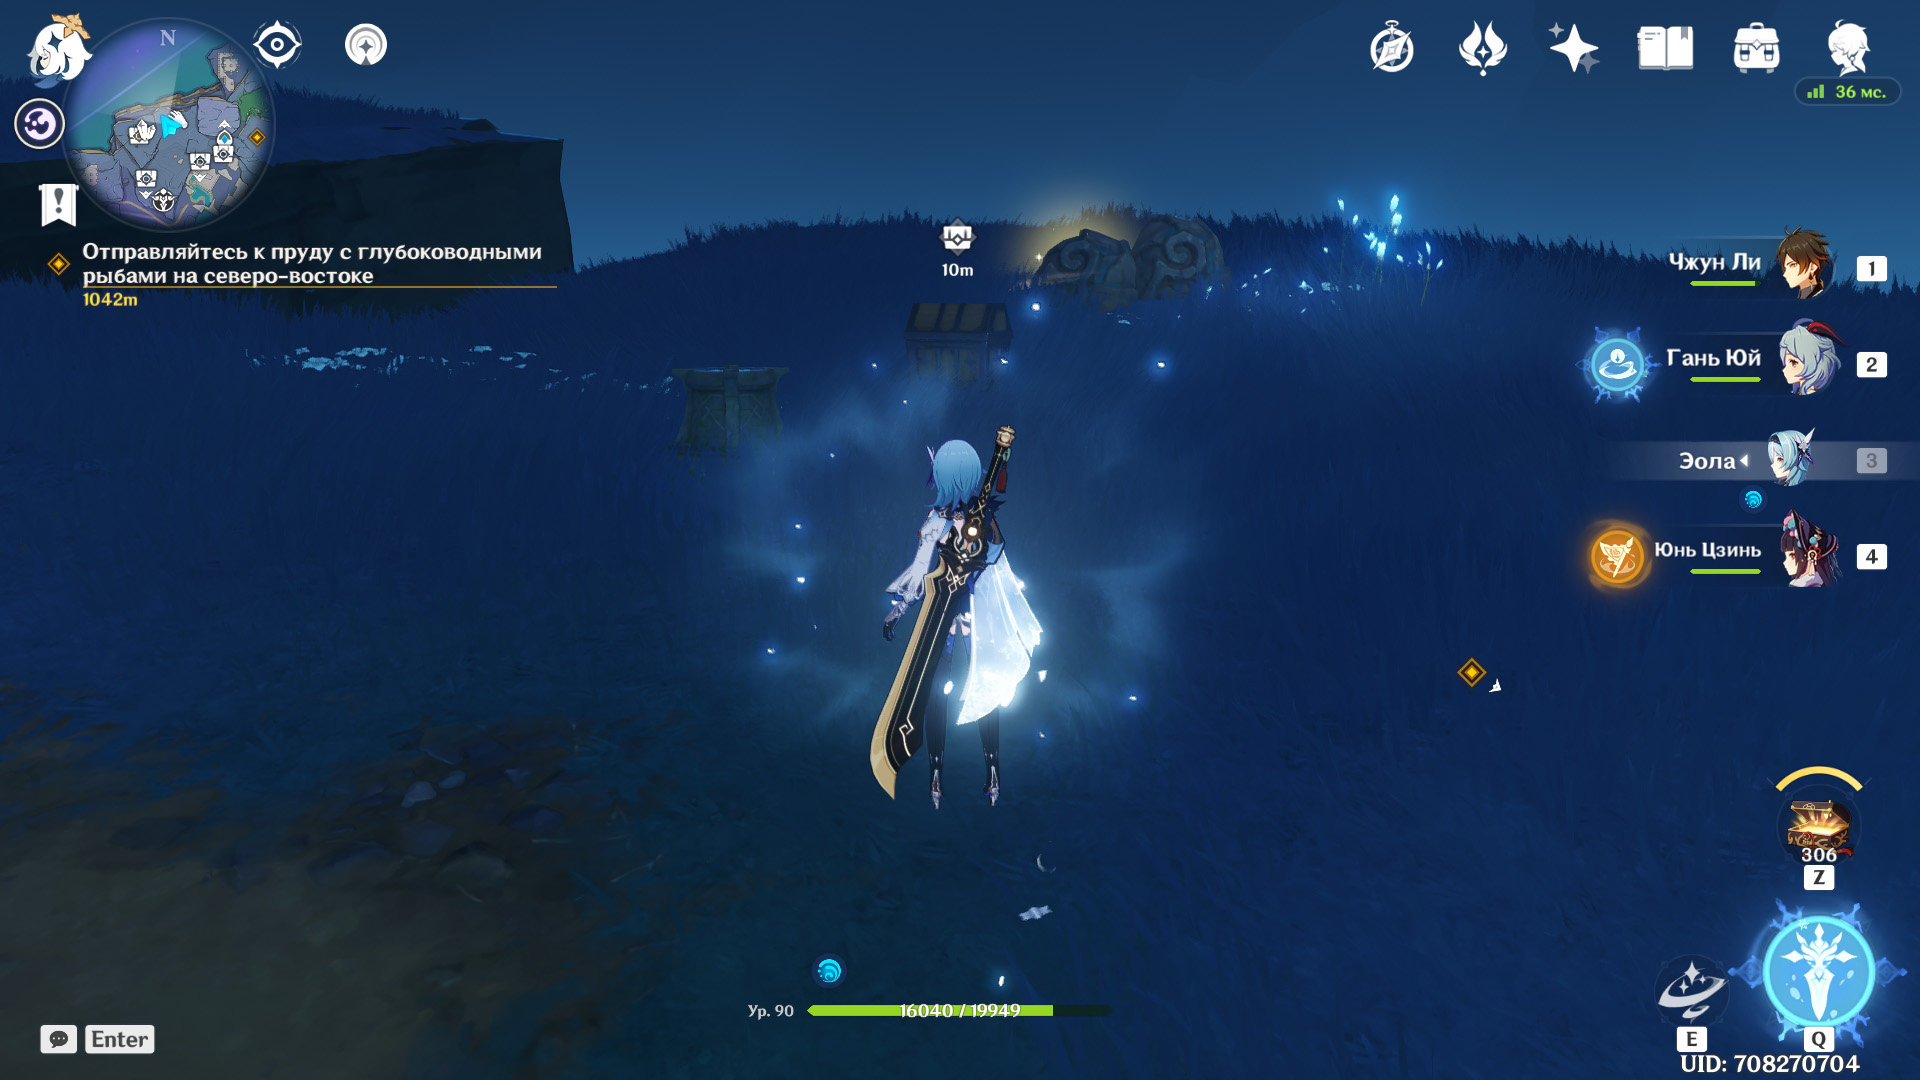 N
36 мс.
Отправляйтесь к пруду с глубоководными
рыбами на северо-востоке
1042m
10m
Чжун Ли
1
Гань Юй
2
Эола
3
Юнь Цзинь
4
306
Z
Ур. 90
16040 / 19949
Enter
E
Q
UID: 708270704